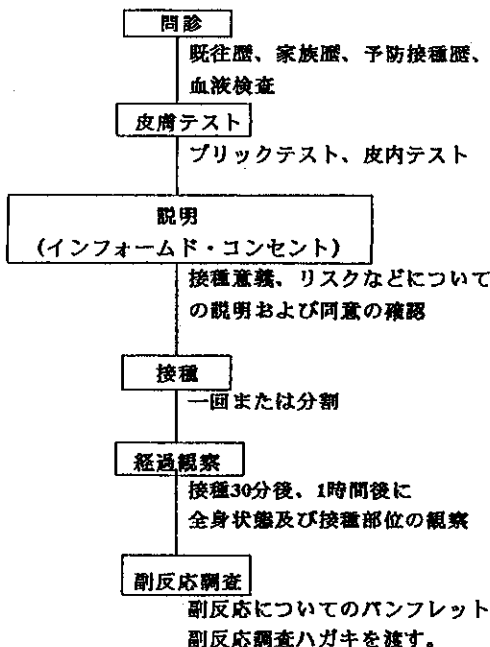 問診
既往歴、家族歴、予防接種歴、
血液検査
皮膚テスト
プリックテスト、皮内テスト
説明
(インフォームド・コンセント)
接種意義、リスクなどについて
の説明および同意の確認
接種
一回または分割
経過観察
接種30分後、1時間後に
全身状態及び接種部位の観察
副反応調査
副反応についてのパンフレット
副反応調査ハガキを渡す。